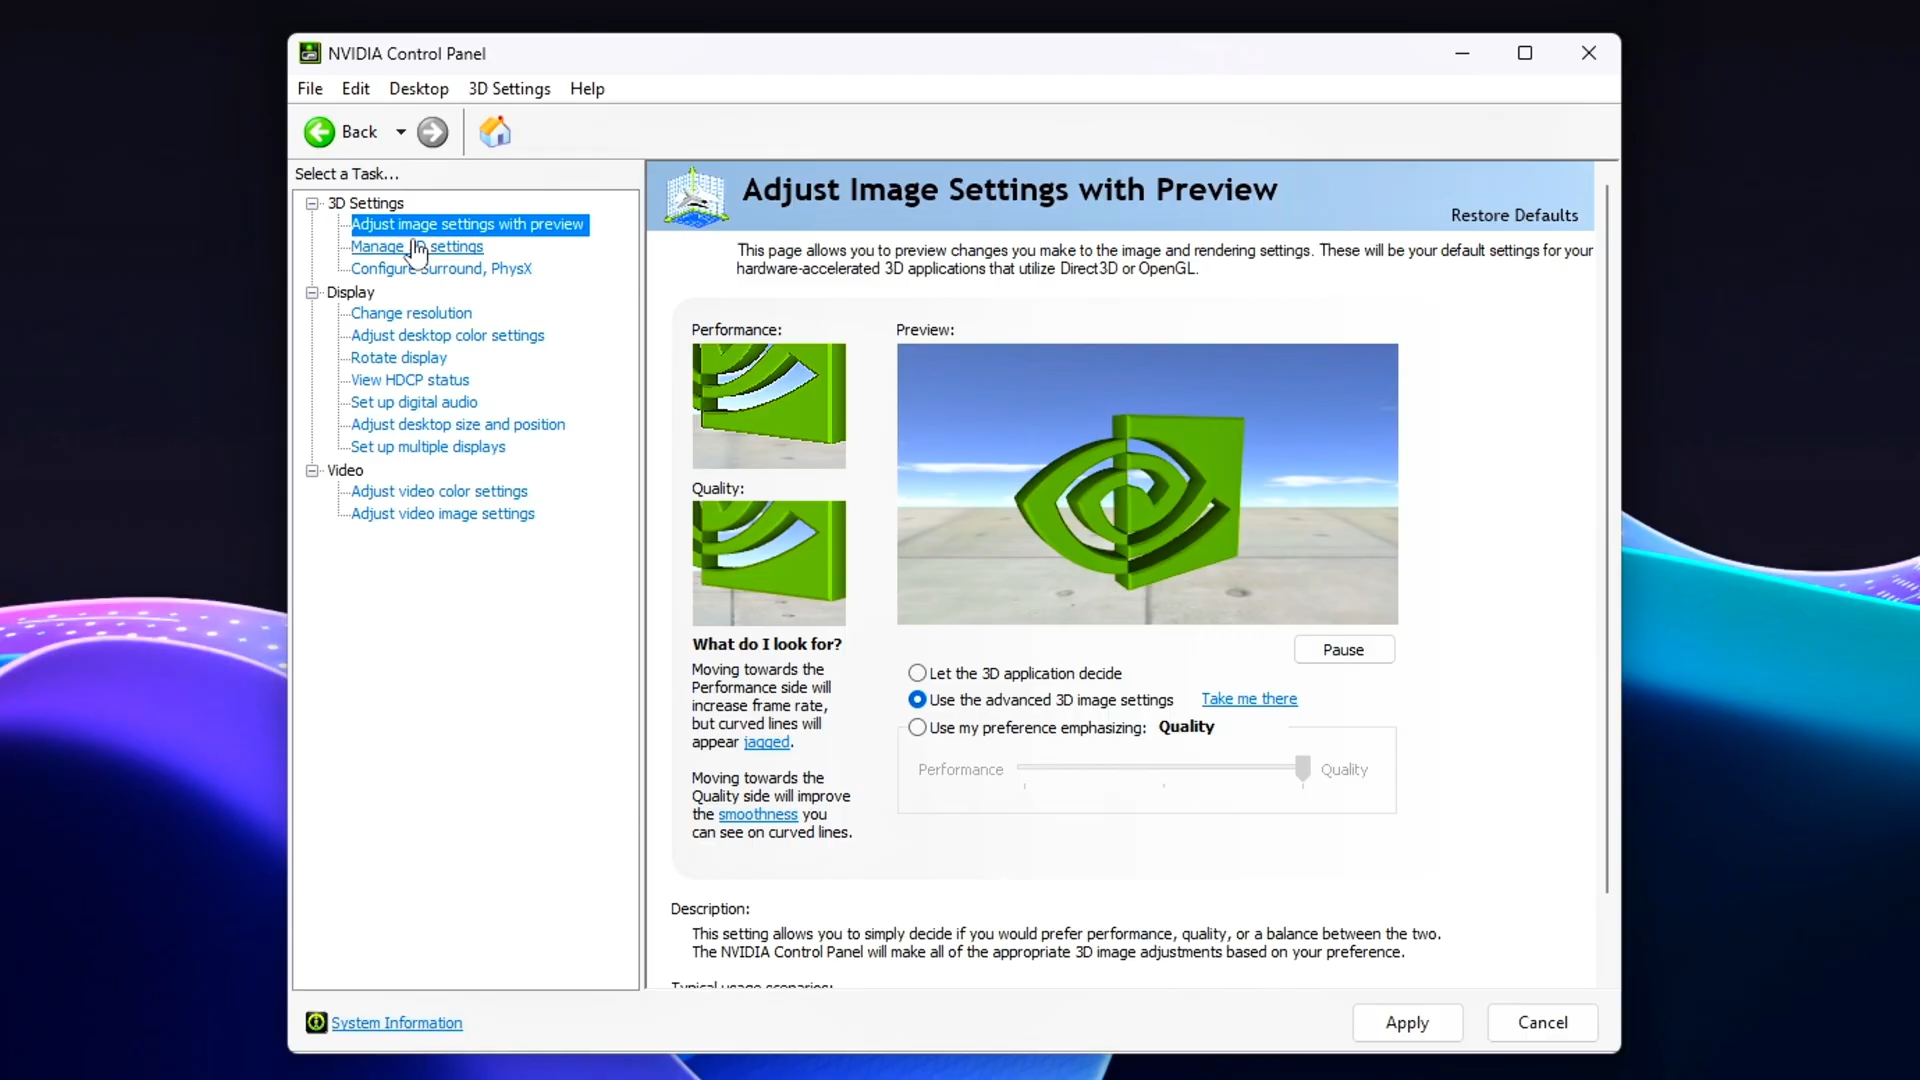 NVIDIA Control Panel
File Edit Desktop 3D Settings Help
Back
Select a Task...
3D Settings
Adjust image settings with preview
Manage 3D settings
Configure Surround, PhysX
Display
Change resolution
Adjust desktop color settings
Rotate display
View HDCP status
Set up digital audio
Adjust desktop size and position
Set up multiple displays
Video
Adjust video color settings
Adjust video image settings
System Information
Adjust Image Settings with Preview
Restore Defaults
This page allows you to preview changes you make to the image and rendering settings. These will be your default settings for your
hardware-accelerated 3D applications that utilize Direct3D or OpenGL.
Performance:
Quality:
What do I look for?
Moving towards the
Performance side will
increase frame rate,
but curved lines will
appear jagged.
Moving towards the
Quality side will improve
the smoothness you
can see on curved lines.
Preview:
Pause
Let the 3D application decide
Use the advanced 3D image settings Take me there
Use my preference emphasizing: Quality
Performance Quality
Description:
This setting allows you to simply decide if you would prefer performance, quality, or a balance between the two.
The NVIDIA Control Panel will make all of the appropriate 3D image adjustments based on your preference.
Typical usage scenarios:
Apply Cancel